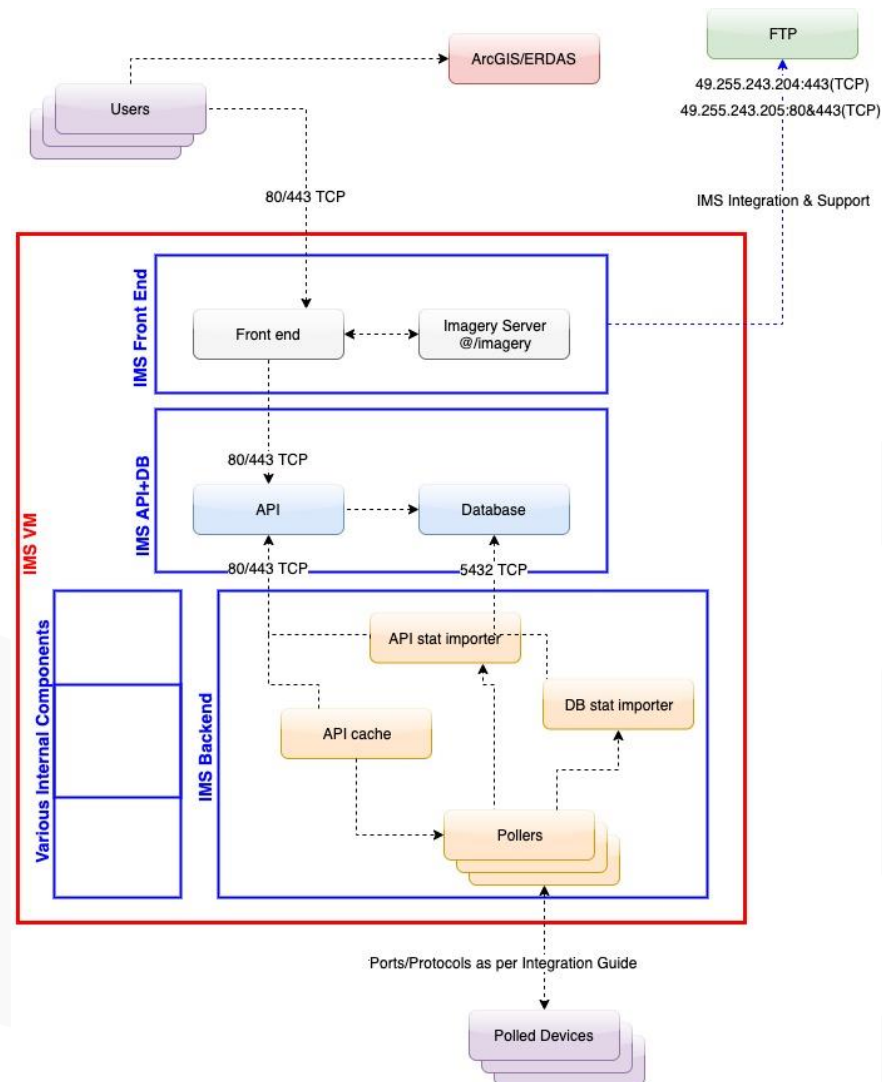 FTP
ArcGIS/ERDAS
49.255.243.204:443(TCP)
49.255.243.205:80&443(TCP)
Users
80/443 TCP
IMS Integration & Support
IMS VM
IMS Front End
Front end
Imagery Server
@/imagery
IMS API+DB
80/443 TCP
API
Database
80/443 TCP
5432 TCP
Various Internal Components
IMS Backend
API stat importer
DB stat importer
API cache
Pollers
Ports/Protocols as per Integration Guide
Polled Devices